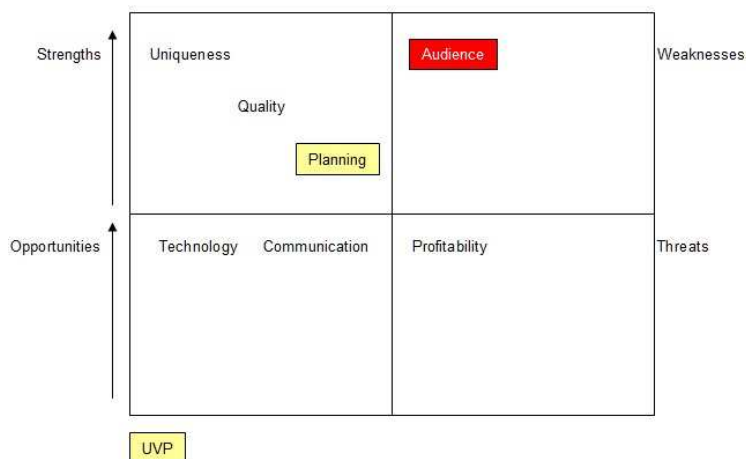 Strengths Uniqueness Audience Weaknesses
Quality
Planning
Opportunities Technology Communication Profitability Threats
UVP